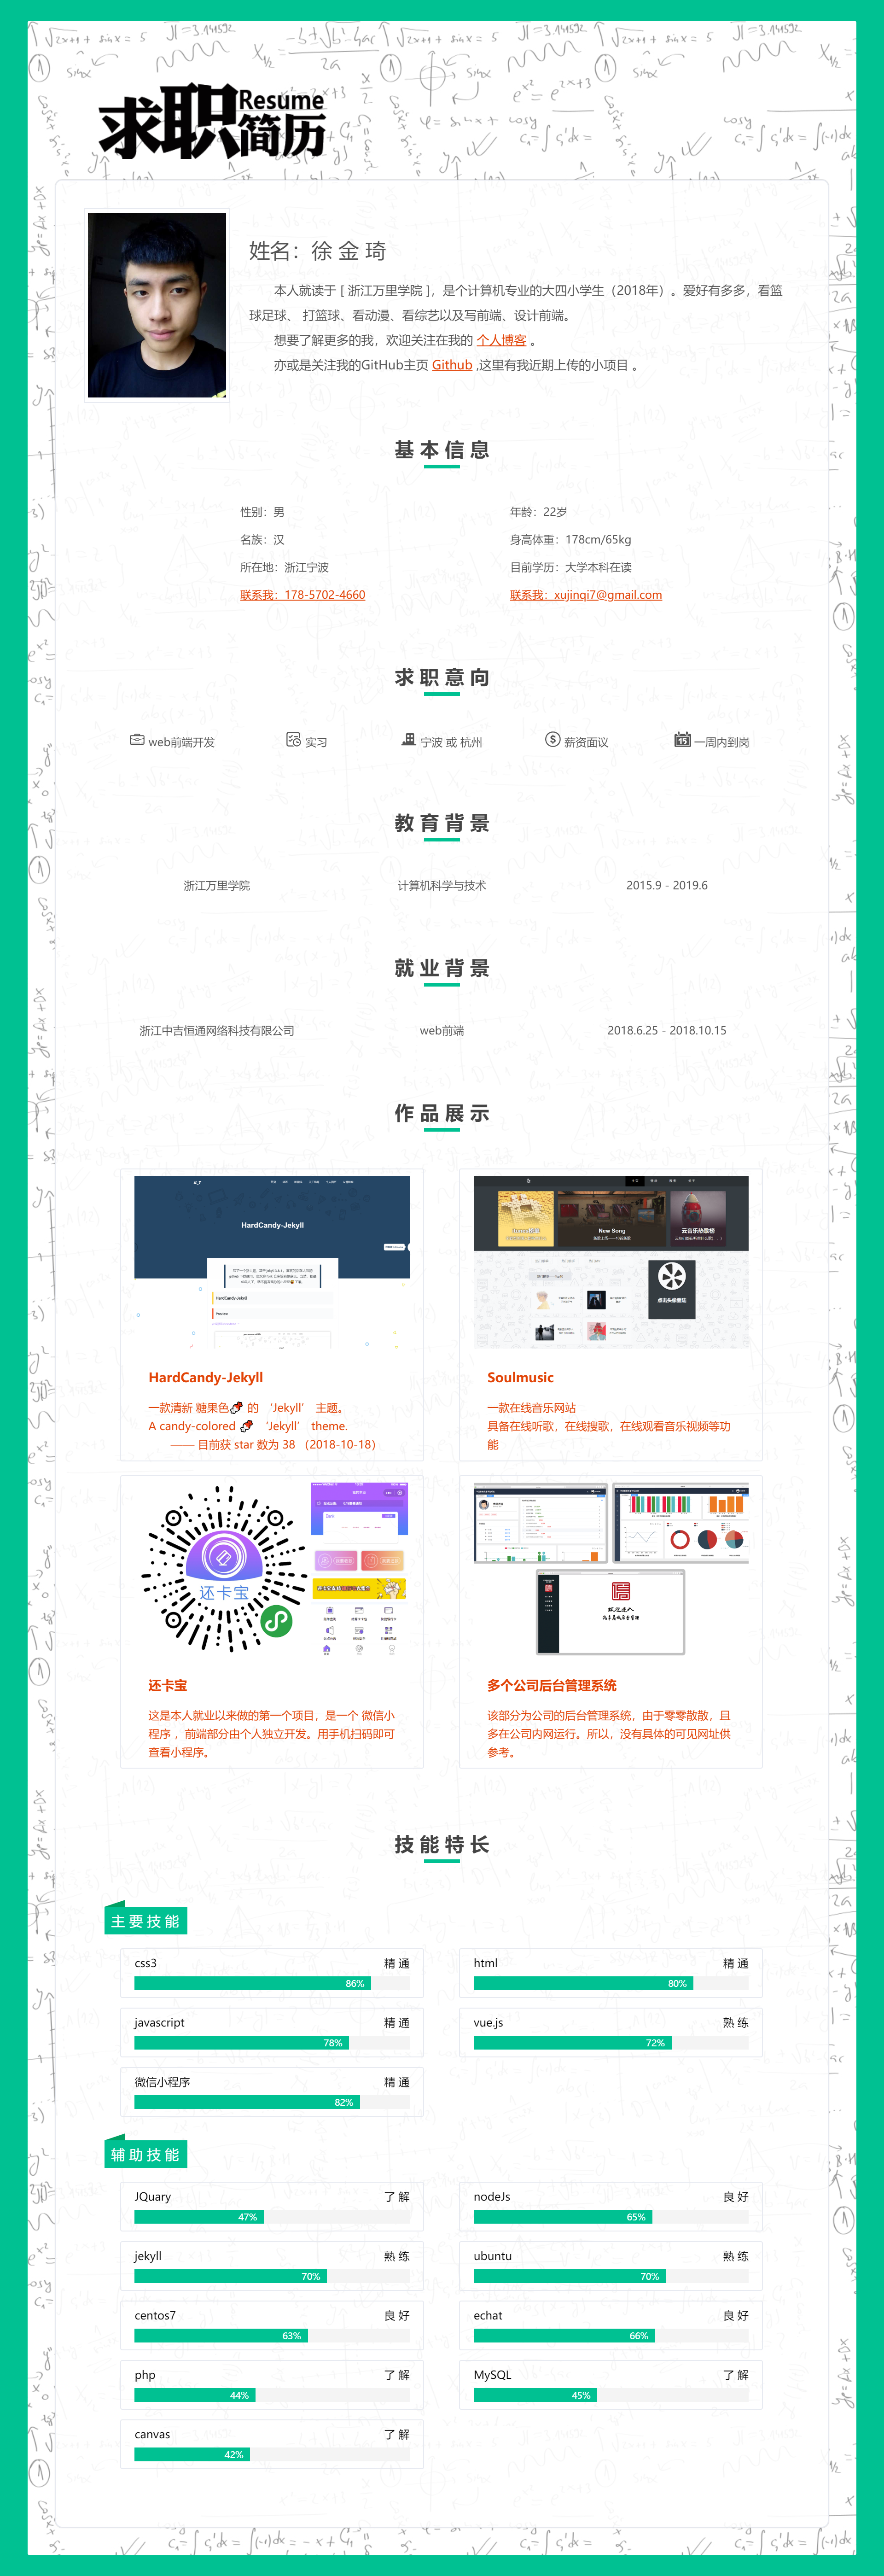 求职简历
Resume
姓名：徐 金 琦
本人就读于 [ 浙江万里学院 ]，是个计算机专业的大四小学生（2018年）。爱好有多多，看篮
球足球、 打篮球、看动漫、看综艺以及写前端、设计前端。
想要了解更多的我，欢迎关注在我的 个人博客 。
亦或是关注我的GitHub主页 Github ,这里有我近期上传的小项目 。
基本信息
性别：男
年龄：22岁
名族：汉
身高体重：178cm/65kg
所在地：浙江宁波
目前学历：大学本科在读
联系我：178-5702-4660
联系我：xujinqi7@gmail.com
求职意向
web前端开发
实习
宁波 或 杭州
薪资面议
一周内到岗
教育背景
浙江万里学院
计算机科学与技术
2015.9 - 2019.6
就业背景
浙江中吉恒通网络科技有限公司
web前端
2018.6.25 - 2018.10.15
作品展示
HardCandy-Jekyll
HardCandy-Jekyll
Preview
New Song
云音乐热歌榜
点击头像登陆
HardCandy-Jekyll
一款清新 糖果色🍬 的 ‘Jekyll’ 主题。
A candy-colored 🍬 ‘Jekyll’ theme.
—— 目前获 star 数为 38 （2018-10-18）
Soulmusic
一款在线音乐网站
具备在线听歌，在线搜歌，在线观看音乐视频等功
能
还卡宝
还卡宝
这是本人就业以来做的第一个项目，是一个 微信小
程序 ，前端部分由个人独立开发。用手机扫码即可
查看小程序。
多个公司后台管理系统
该部分为公司的后台管理系统，由于零零散散，且
多在公司内网运行。所以，没有具体的可见网址供
参考。
技能特长
主要技能
css3 精 通
86%
html 精 通
80%
javascript 精 通
78%
vue.js 熟 练
72%
微信小程序 精 通
82%
辅助技能
JQuary 了 解
47%
nodeJs 良 好
65%
jekyll 熟 练
70%
ubuntu 熟 练
70%
centos7 良 好
63%
echat 良 好
66%
php 了 解
44%
MySQL 了 解
45%
canvas 了 解
42%